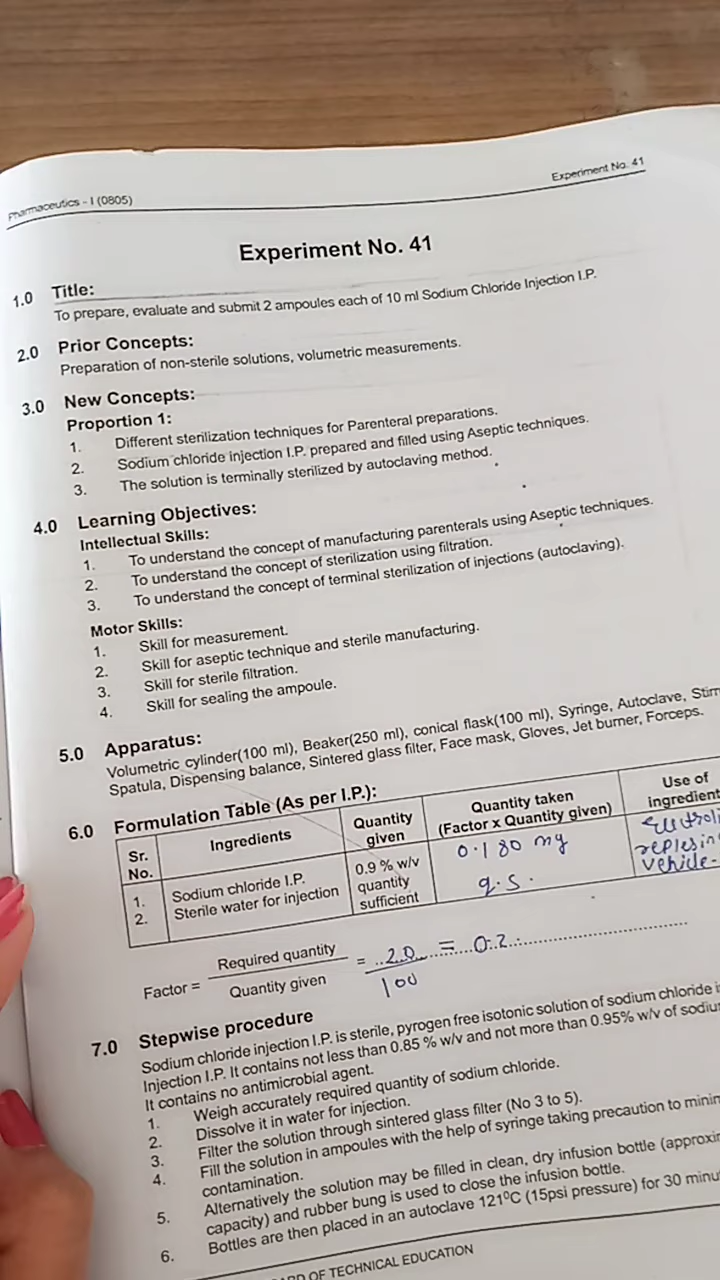 Pharmaceutics - I (0805)
Experiment No. 41
Experiment No. 41
1.0 Title:
To prepare, evaluate and submit 2 ampoules each of 10 ml Sodium Chloride Injection I.P.
2.0 Prior Concepts:
Preparation of non-sterile solutions, volumetric measurements.
3.0 New Concepts:
Proportion 1:
1. Different sterilization techniques for Parenteral preparations.
2. Sodium chloride injection I.P. prepared and filled using Aseptic techniques.
3. The solution is terminally sterilized by autoclaving method.
4.0 Learning Objectives:
Intellectual Skills:
1. To understand the concept of manufacturing parenterals using Aseptic techniques.
2. To understand the concept of sterilization using filtration.
3. To understand the concept of terminal sterilization of injections (autoclaving).
Motor Skills:
1. Skill for measurement.
2. Skill for aseptic technique and sterile manufacturing.
3. Skill for sterile filtration.
4. Skill for sealing the ampoule.
5.0 Apparatus:
Volumetric cylinder(100 ml), Beaker(250 ml), conical flask(100 ml), Syringe, Autoclave,
Spatula, Dispensing balance, Sintered glass filter, Face mask, Gloves, Jet burner, Forceps.
6.0 Formulation Table (As per I.P.):
Sr. No. Ingredients Quantity given Quantity taken (Factor x Quantity given) Use of ingredient
1. Sodium chloride I.P. 0.9 % w/v 0.180 mg
2. Sterile water for injection quantity sufficient q.s. vehicle-
Factor = Required quantity / Quantity given = 20 / 100 = 0.2
7.0 Stepwise procedure
Sodium chloride injection I.P. is sterile, pyrogen free isotonic solution of sodium chloride
Injection I.P. It contains not less than 0.85 % w/v and not more than 0.95% w/v of
It contains no antimicrobial agent.
1. Weigh accurately required quantity of sodium chloride.
2. Dissolve it in water for injection.
3. Filter the solution through sintered glass filter (No 3 to 5).
4. Fill the solution in ampoules with the help of syringe taking precaution to
contamination.
5. Alternatively the solution may be filled in clean, dry infusion bottle
capacity) and rubber bung is used to close the infusion bottle.
6. Bottles are then placed in an autoclave 121⁰C (15psi pressure) for 30
OF TECHNICAL EDUCATION